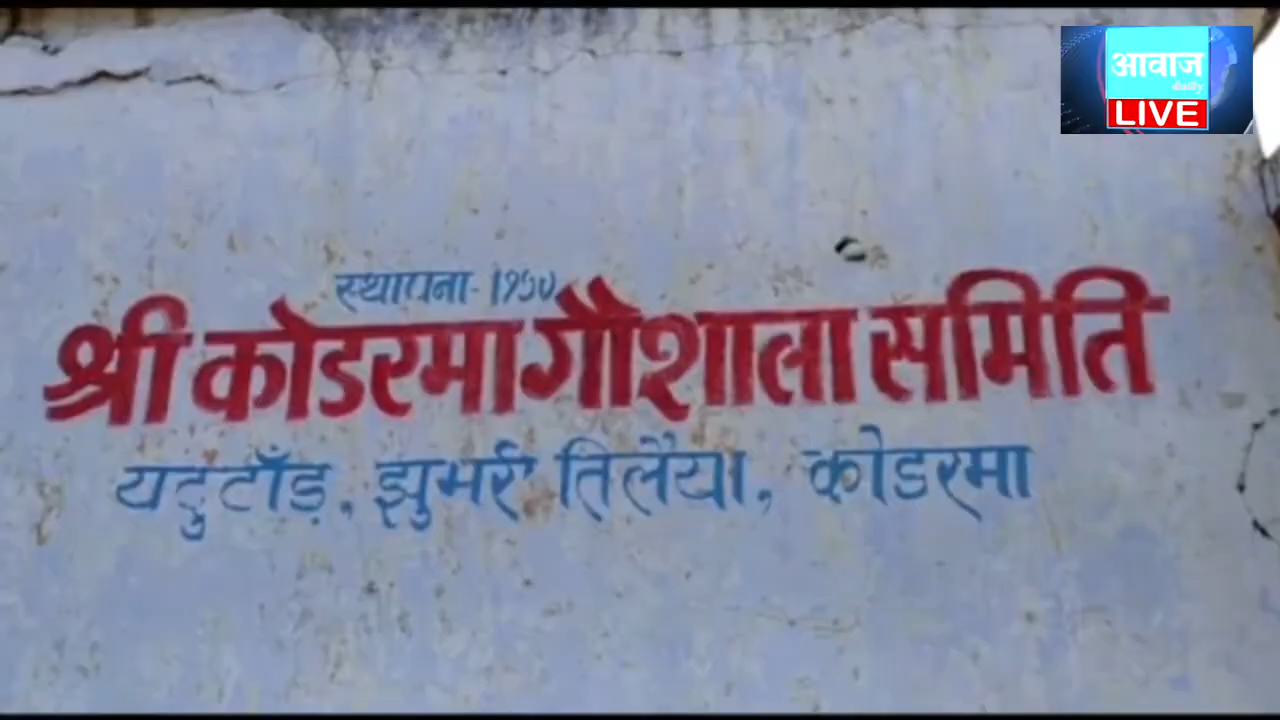 आवाज
daily
LIVE
स्थापना-
श्री कोडरमा गौशाला समिति
यदुटाँड़, झुमरी तिलैया, कोडरमा